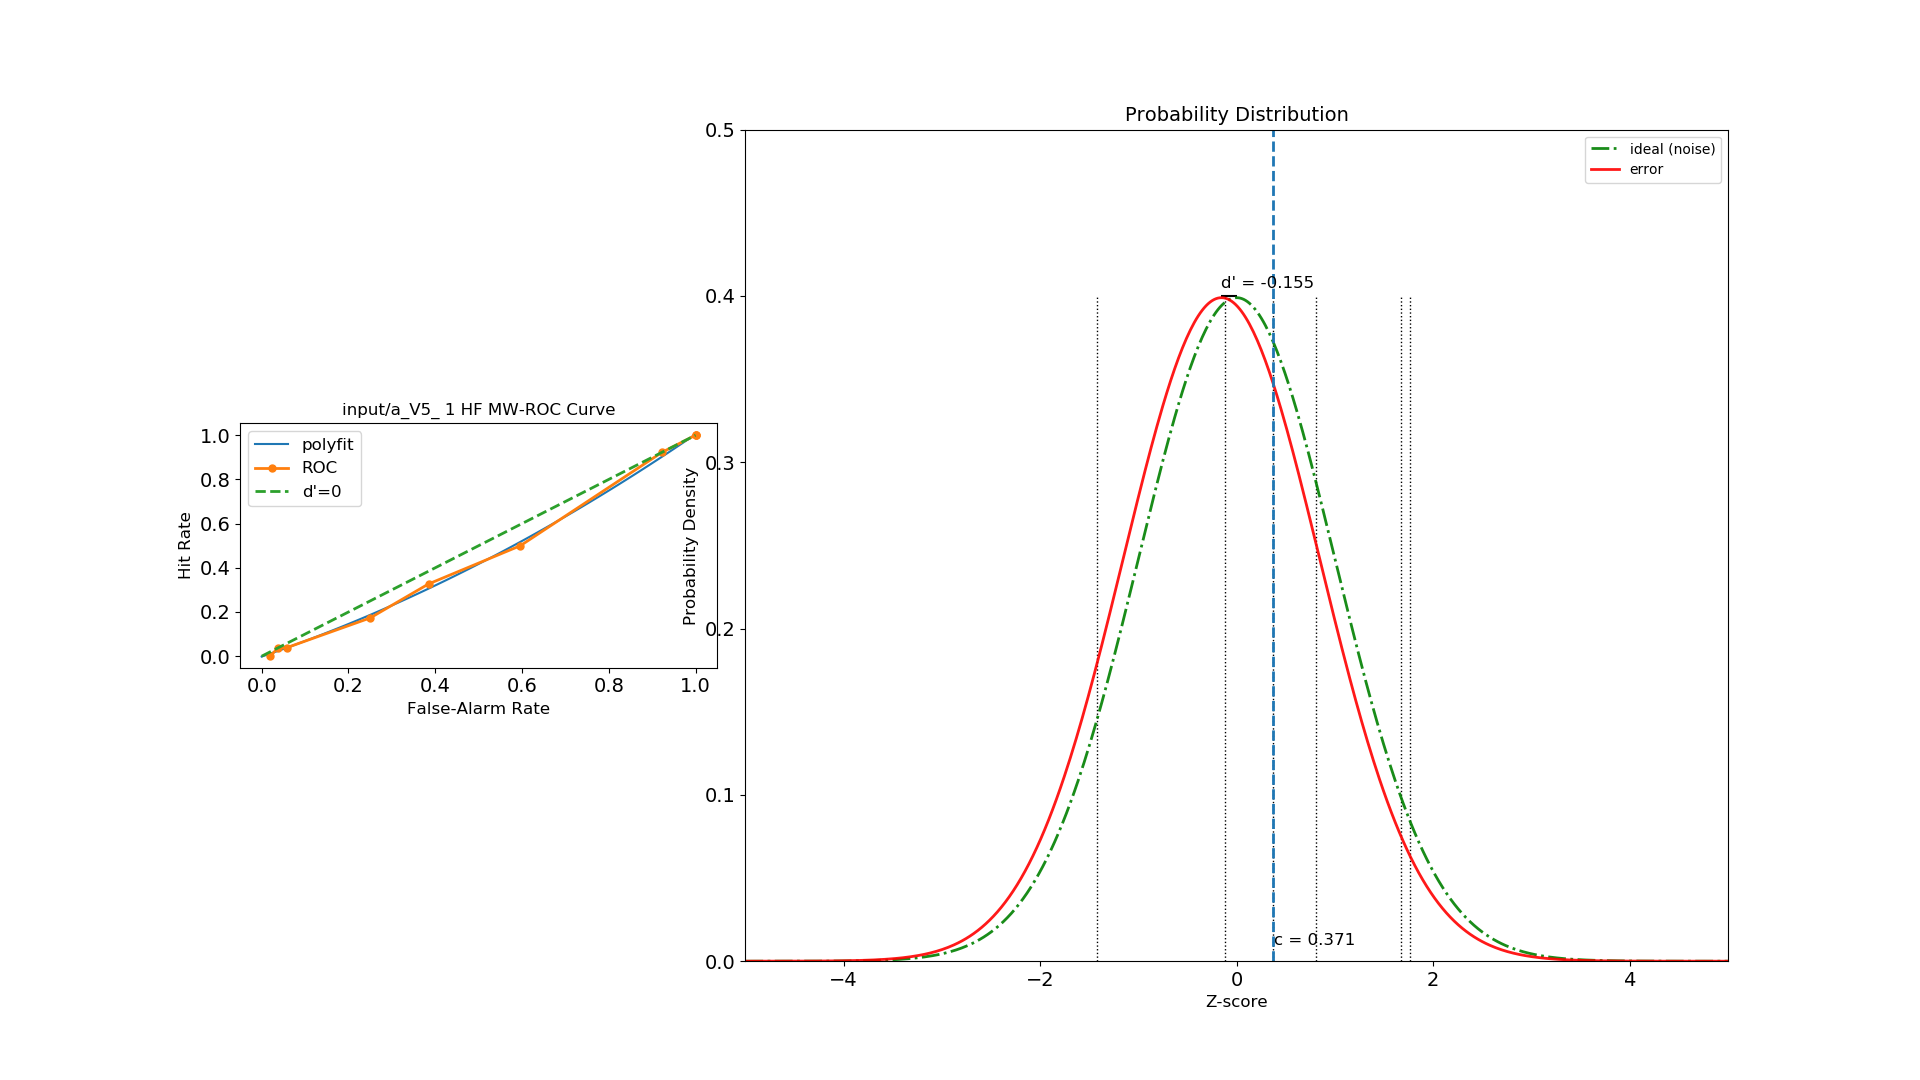 input/a_V5_ 1 HF MW-ROC Curve
polyfit
ROC
d'=0
1.0
0.8
0.6
0.4
0.2
0.0
Hit Rate
0.0 0.2 0.4 0.6 0.8 1.0
False-Alarm Rate
Probability Distribution
ideal (noise)
error
0.5
0.4
0.3
0.2
0.1
0.0
Probability Density
d' = -0.155
c = 0.371
−4 −2 0 2 4
Z-score